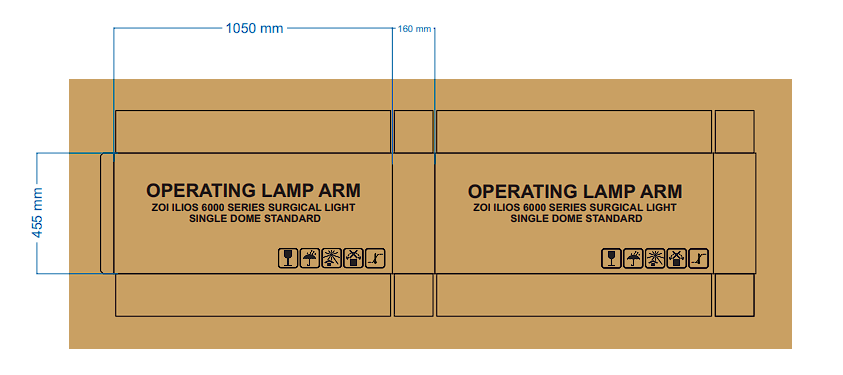 1050 mm
160 mm
455 mm
OPERATING LAMP ARM
ZOI ILIOS 6000 SERIES SURGICAL LIGHT
SINGLE DOME STANDARD
OPERATING LAMP ARM
ZOI ILIOS 6000 SERIES SURGICAL LIGHT
SINGLE DOME STANDARD